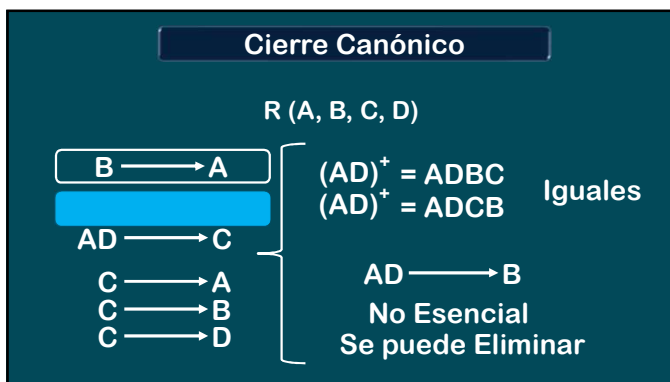 Cierre Canónico
R (A, B, C, D)
B → A
AD → C
C → A
C → B
C → D
(AD)⁺ = ADBC
(AD)⁺ = ADCB
Iguales
AD → B
No Esencial
Se puede Eliminar